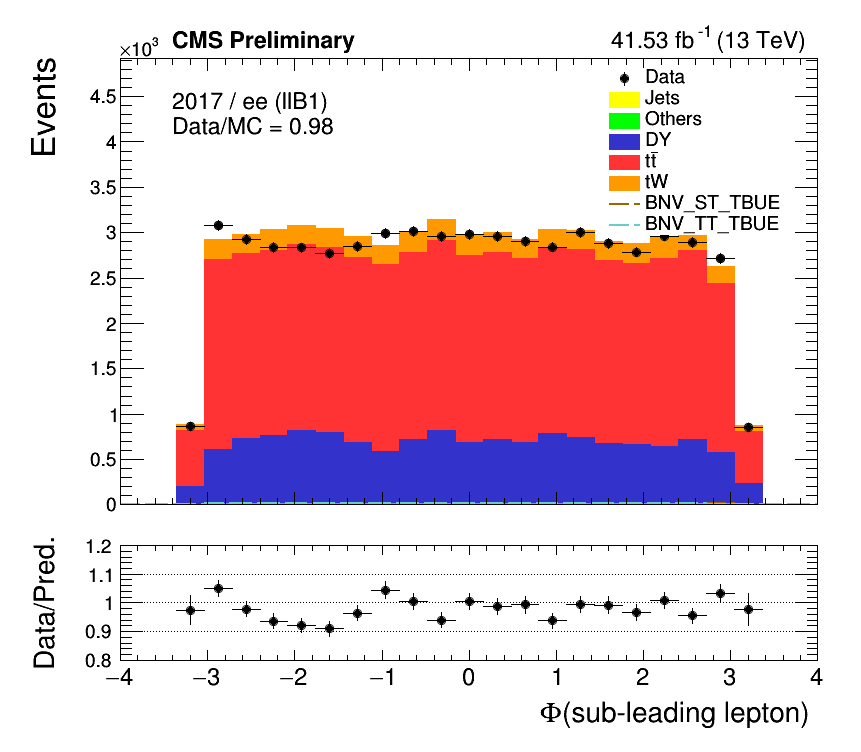 ×10³ CMS Preliminary 41.53 fb⁻¹ (13 TeV)
Events
2017 / ee (IIB1)
Data/MC = 0.98
Data
Jets
Others
DY
tt̄
tW
BNV_ST_TBUE
BNV_TT_TBUE
4.5
4
3.5
3
2.5
2
1.5
1
0.5
0
Data/Pred.
1.2
1.1
1
0.9
0.8
−4 −3 −2 −1 0 1 2 3 4
Φ(sub-leading lepton)